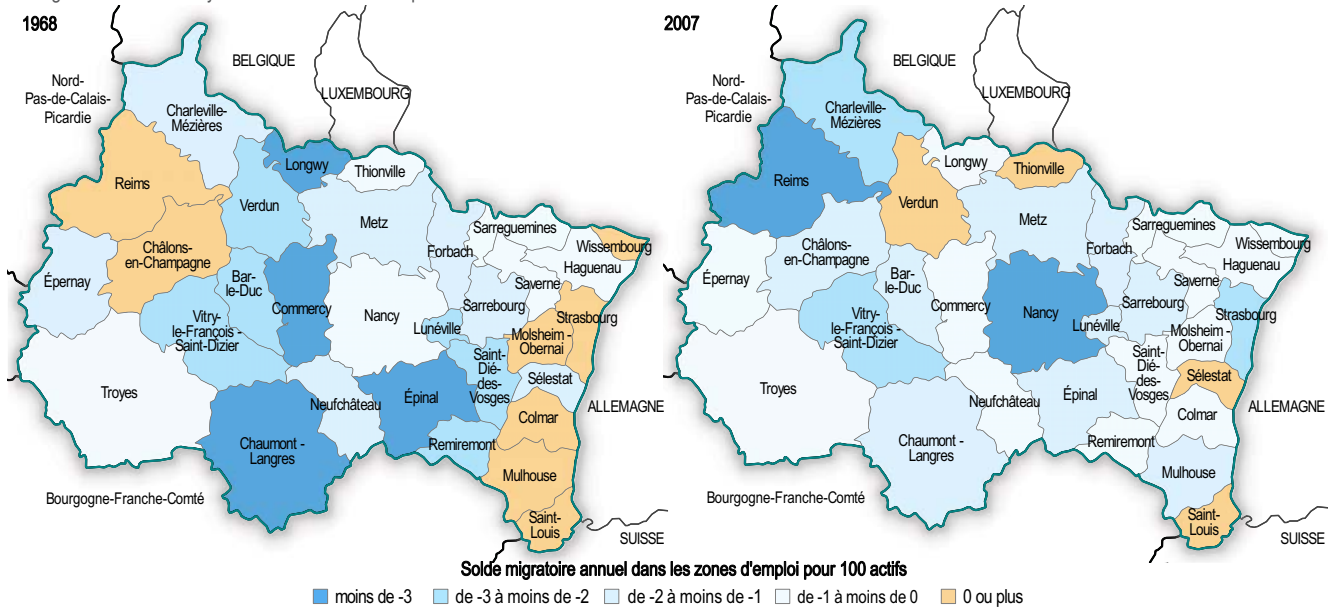 1968
BELGIQUE
Nord-
Pas-de-Calais-
Picardie
LUXEMBOURG
Charleville-
Mézières
Longwy
Thionville
Reims
Verdun
Metz
Sarreguemines
Forbach
Wissembourg
Haguenau
Châlons-
en-Champagne
Épernay
Bar-
le-Duc
Saverne
Sarrebourg
Commercy
Nancy
Strasbourg
Vitry-
le-François -
Saint-Dizier
Lunéville
Molsheim -
Obernai
Saint-
Dié-
des-
Vosges
Sélestat
Troyes
Neufchâteau
Épinal
ALLEMAGNE
Colmar
Chaumont -
Langres
Remiremont
Mulhouse
Bourgogne-Franche-Comté
Saint-
Louis
SUISSE
2007
BELGIQUE
Nord-
Pas-de-Calais-
Picardie
LUXEMBOURG
Charleville-
Mézières
Longwy
Thionville
Reims
Verdun
Metz
Sarreguemines
Forbach
Wissembourg
Haguenau
Châlons-
en-Champagne
Épernay
Bar-
le-Duc
Saverne
Sarrebourg
Commercy
Nancy
Strasbourg
Vitry-
le-François -
Saint-Dizier
Lunéville
Molsheim -
Obernai
Saint-
Dié-
des-
Vosges
Sélestat
Troyes
Neufchâteau
Épinal
ALLEMAGNE
Colmar
Chaumont -
Langres
Remiremont
Mulhouse
Bourgogne-Franche-Comté
Saint-
Louis
SUISSE
Solde migratoire annuel dans les zones d'emploi pour 100 actifs
moins de -3
de -3 à moins de -2
de -2 à moins de -1
de -1 à moins de 0
0 ou plus